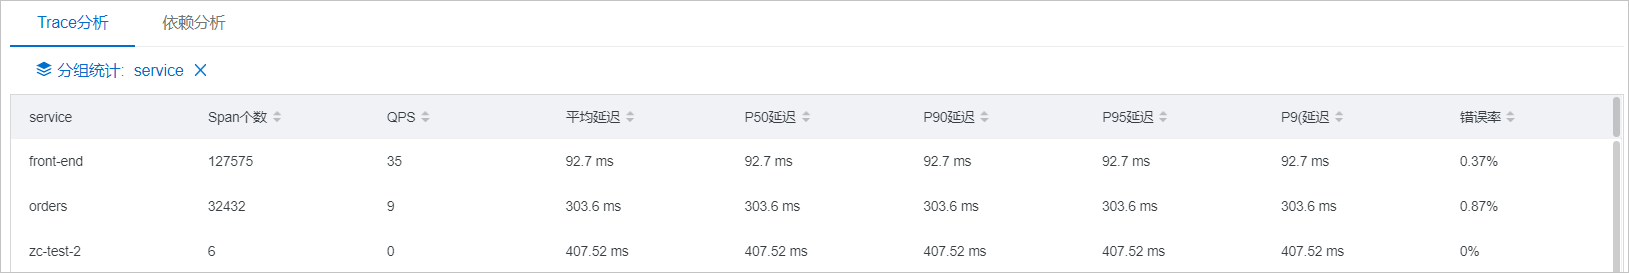 Trace分析 依赖分析
分组统计: service
service Span个数 QPS 平均延迟 P50延迟 P90延迟 P95延迟 P9(延迟 错误率
front-end 127575 35 92.7 ms 92.7 ms 92.7 ms 92.7 ms 92.7 ms 0.37%
orders 32432 9 303.6 ms 303.6 ms 303.6 ms 303.6 ms 303.6 ms 0.87%
zc-test-2 6 0 407.52 ms 407.52 ms 407.52 ms 407.52 ms 407.52 ms 0%